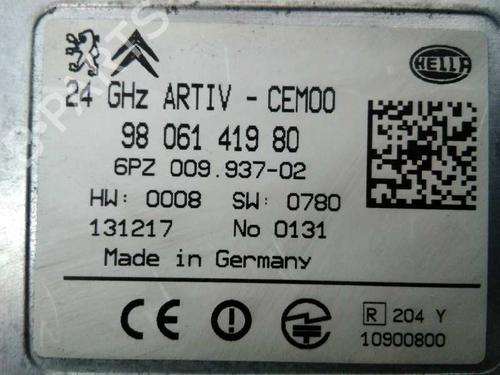 HELLA
24 GHz ARTIV - CEM00
98 061 419 80
6PZ 009.937-02
HW: 0008 SW: 0780
131217 No 0131
Made in Germany
CE
R 204 Y
10900800